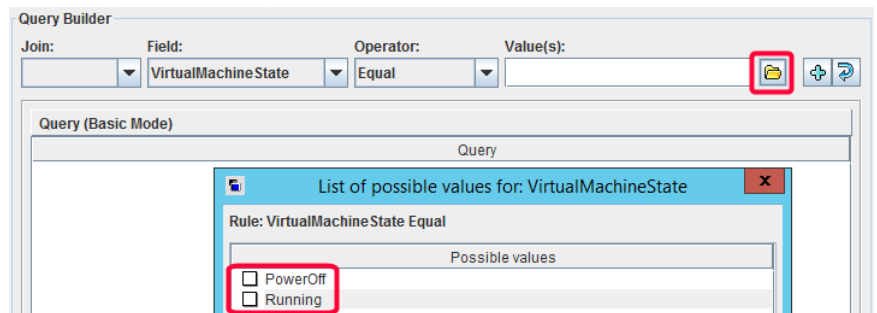 Query Builder
Join: Field: Operator: Value(s):
VirtualMachineState Equal
Query (Basic Mode)
Query
List of possible values for: VirtualMachineState x
Rule: VirtualMachineState Equal
Possible values
PowerOff
Running